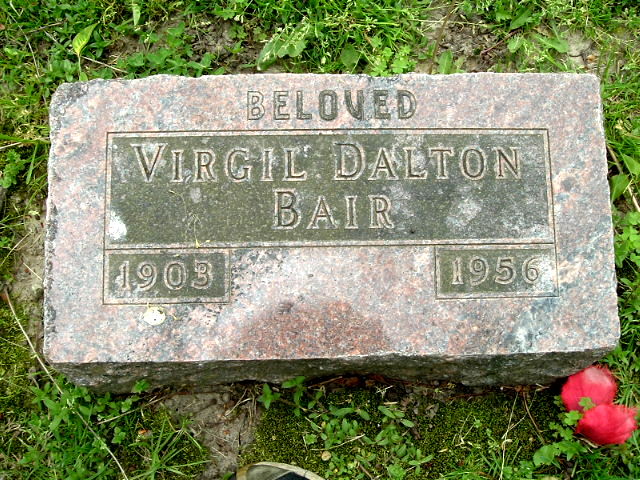 BELOVED
VIRGIL DALTON
BAIR
1903 1956